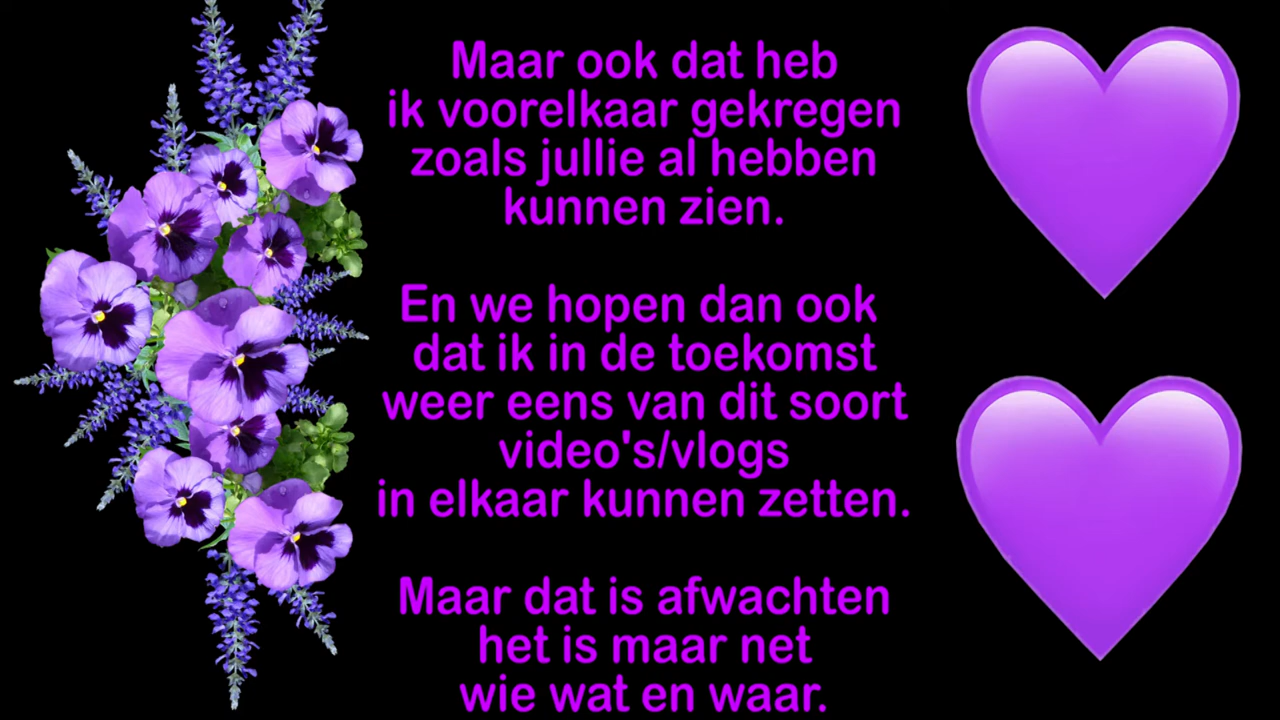 Maar ook dat heb
ik voorelkaar gekregen
zoals jullie al hebben
kunnen zien.
En we hopen dan ook
dat ik in de toekomst
weer eens van dit soort
video's/vlogs
in elkaar kunnen zetten.
Maar dat is afwachten
het is maar net
wie wat en waar.